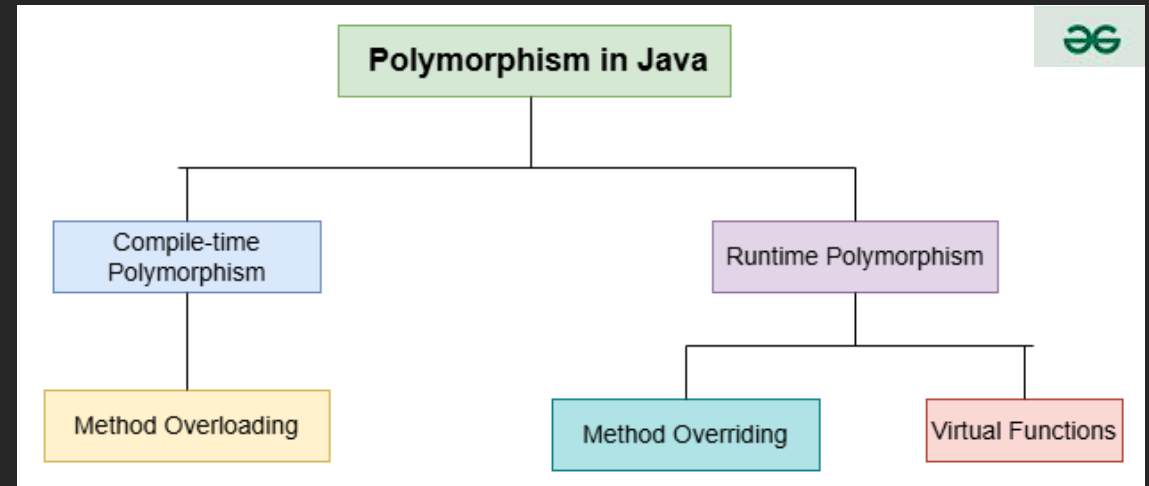 Polymorphism in Java
Compile-time
Polymorphism
Runtime Polymorphism
Method Overloading
Method Overriding
Virtual Functions